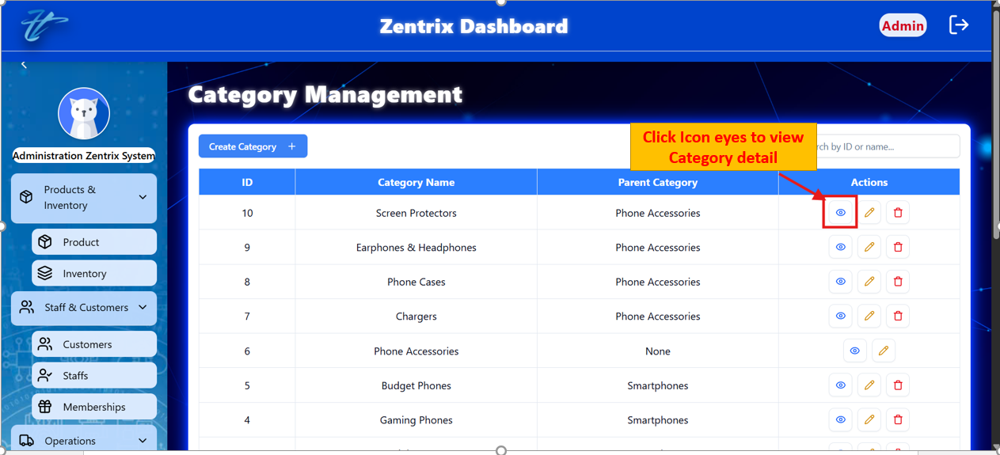 Zentrix Dashboard
Admin
Category Management
Administration Zentrix System
Products &
Inventory
Product
Inventory
Staff & Customers
Customers
Staffs
Memberships
Operations
Create Category +
Click Icon eyes to view
Category detail
by ID or name...
ID Category Name Parent Category Actions
10 Screen Protectors Phone Accessories
9 Earphones & Headphones Phone Accessories
8 Phone Cases Phone Accessories
7 Chargers Phone Accessories
6 Phone Accessories None
5 Budget Phones Smartphones
4 Gaming Phones Smartphones